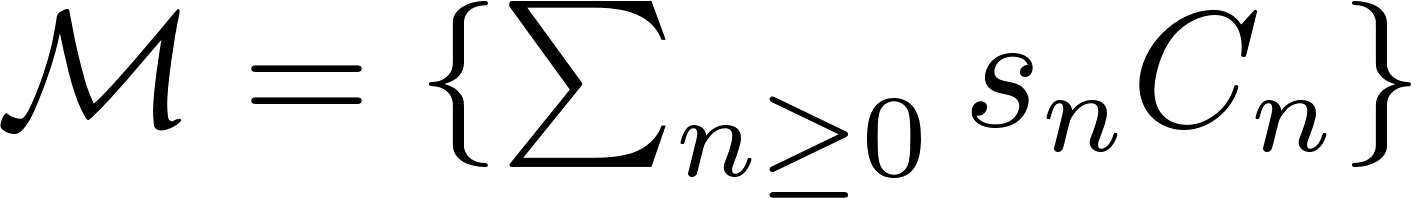 $\mathcal{M} = \{\sum_{n \geq 0} s_n C_n\}$